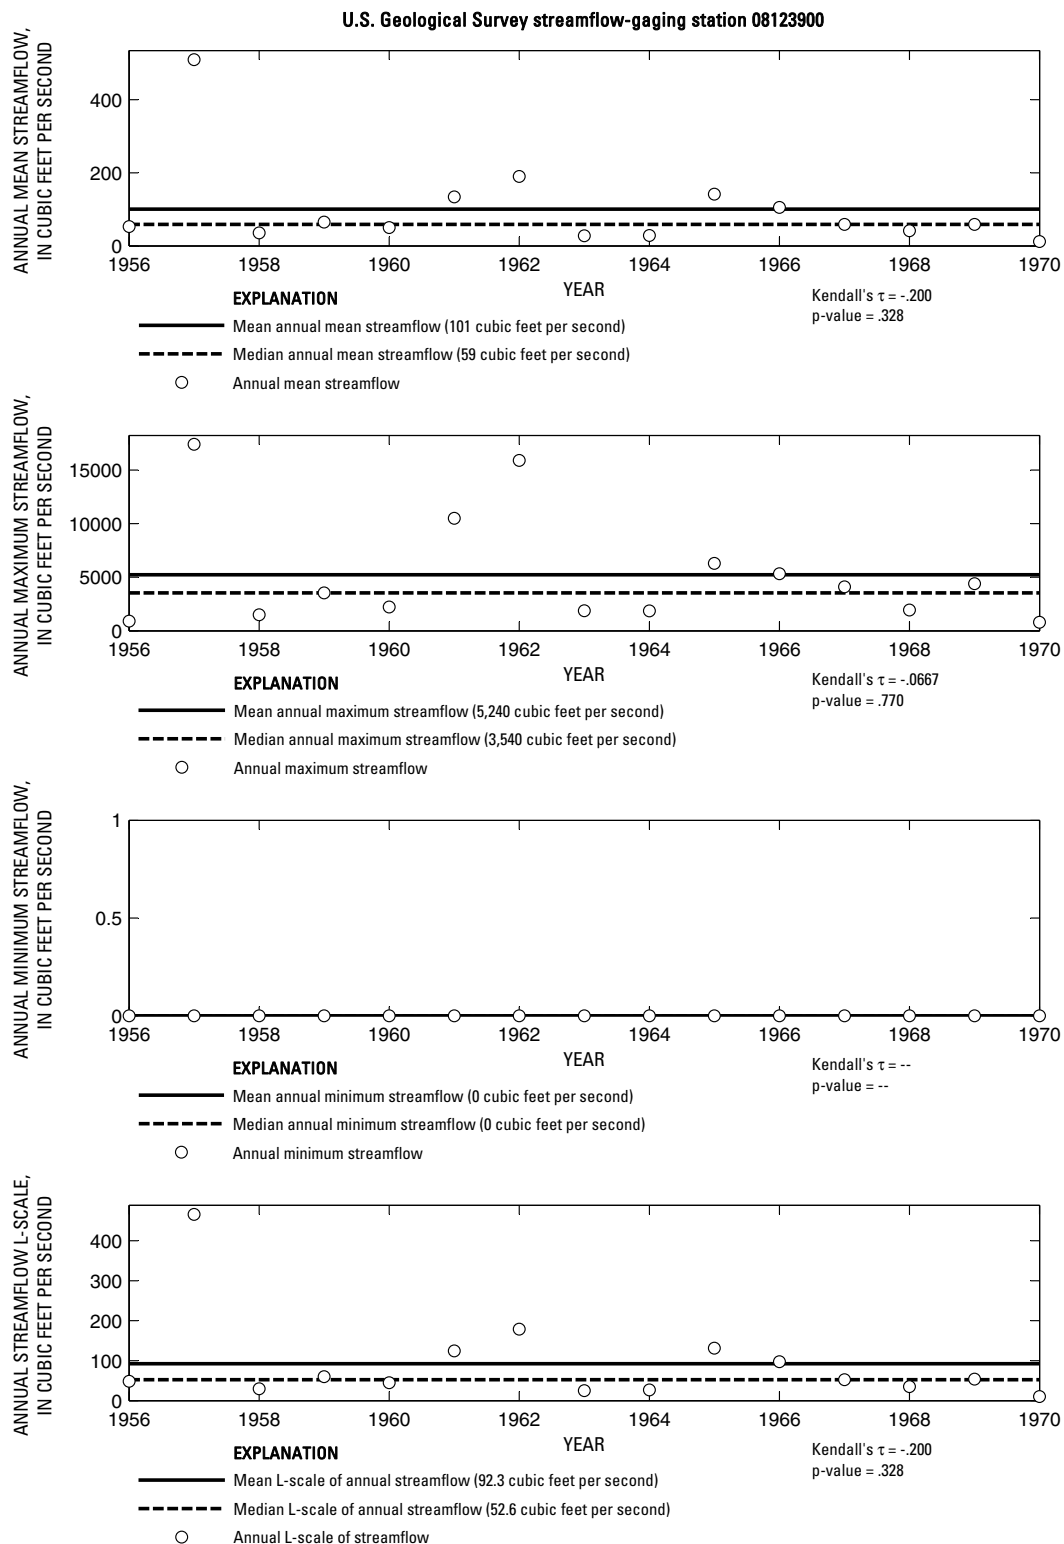 U.S. Geological Survey streamflow-gaging station 08123900
ANNUAL MEAN STREAMFLOW,
IN CUBIC FEET PER SECOND
400
200
0
1956 1958 1960 1962 1964 1966 1968 1970
YEAR
Kendall's τ = -.200
p-value = .328
EXPLANATION
Mean annual mean streamflow (101 cubic feet per second)
Median annual mean streamflow (59 cubic feet per second)
Annual mean streamflow
ANNUAL MAXIMUM STREAMFLOW,
IN CUBIC FEET PER SECOND
15000
10000
5000
0
1956 1958 1960 1962 1964 1966 1968 1970
YEAR
Kendall's τ = -.0667
p-value = .770
EXPLANATION
Mean annual maximum streamflow (5,240 cubic feet per second)
Median annual maximum streamflow (3,540 cubic feet per second)
Annual maximum streamflow
ANNUAL MINIMUM STREAMFLOW,
IN CUBIC FEET PER SECOND
1
0.5
0
1956 1958 1960 1962 1964 1966 1968 1970
YEAR
Kendall's τ = --
p-value = --
EXPLANATION
Mean annual minimum streamflow (0 cubic feet per second)
Median annual minimum streamflow (0 cubic feet per second)
Annual minimum streamflow
ANNUAL STREAMFLOW L-SCALE,
IN CUBIC FEET PER SECOND
400
300
200
100
0
1956 1958 1960 1962 1964 1966 1968 1970
YEAR
Kendall's τ = -.200
p-value = .328
EXPLANATION
Mean L-scale of annual streamflow (92.3 cubic feet per second)
Median L-scale of annual streamflow (52.6 cubic feet per second)
Annual L-scale of streamflow